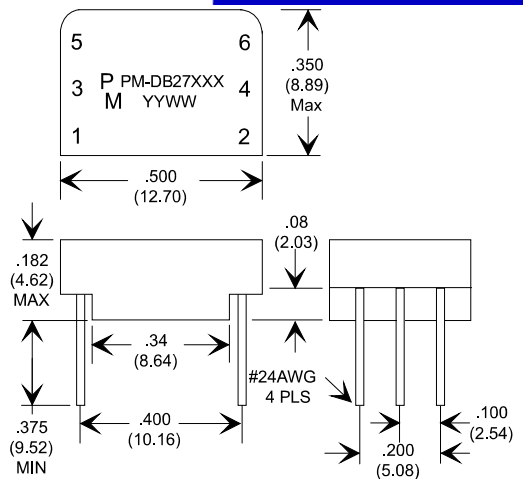 5
6
.350
(8.89)
Max
3
P
M
PM-DB27XXX
YYWW
4
1
2
.500
(12.70)
.182
(4.62)
MAX
.08
(2.03)
.34
(8.64)
#24AWG
4 PLS
.375
(9.52)
MIN
.400
(10.16)
.100
(2.54)
.200
(5.08)